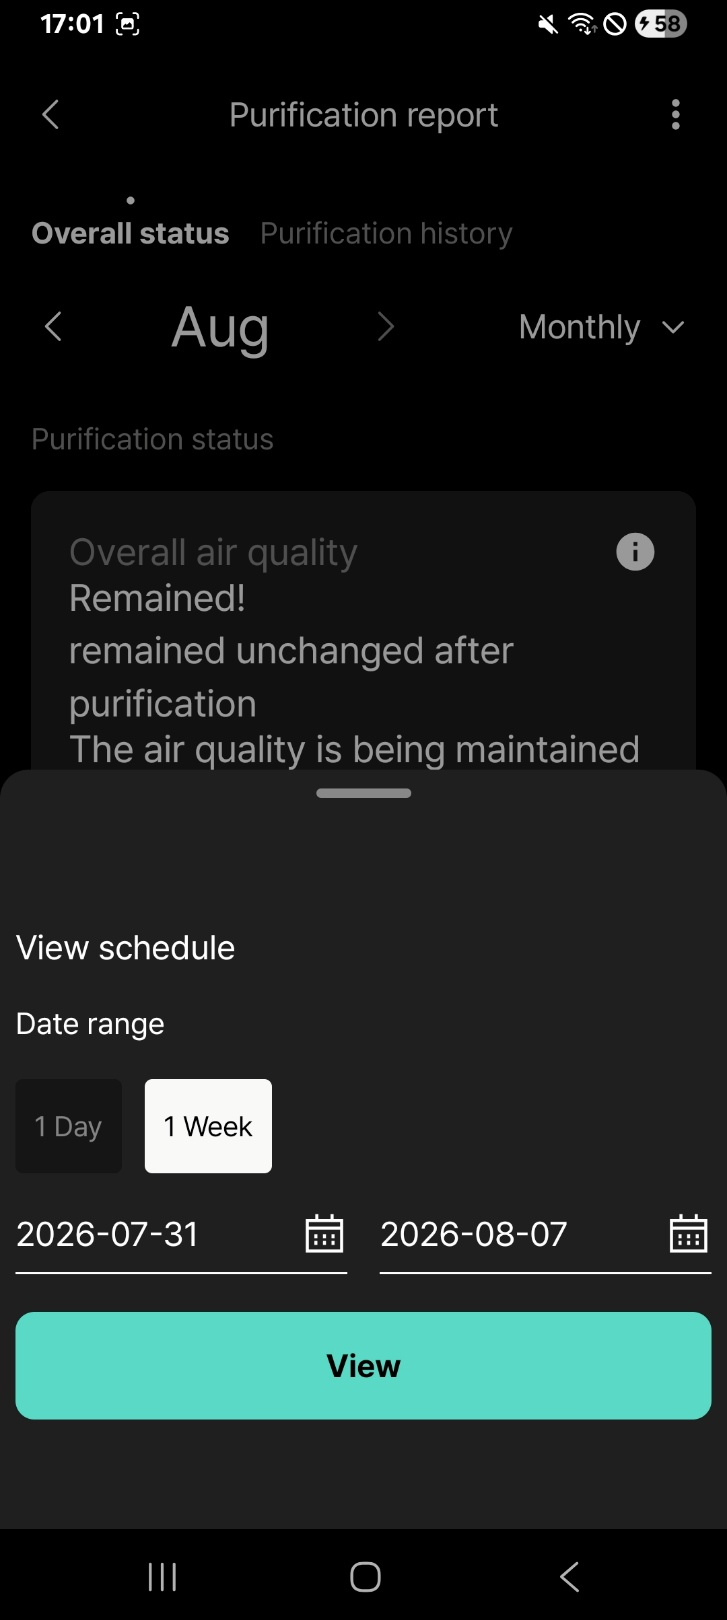 17:01 58
Purification report
Overall status Purification history
Aug Monthly
Purification status
Overall air quality
Remained!
remained unchanged after
purification
The air quality is being maintained
View schedule
Date range
1 Day 1 Week
2026-07-31 2026-08-07
View